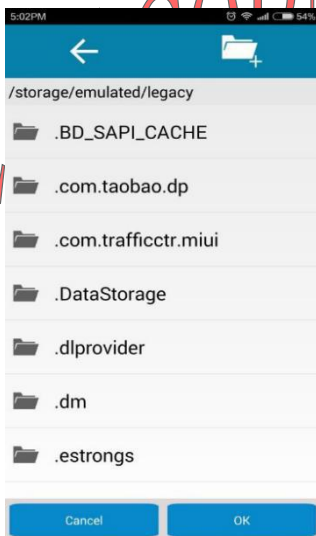 5:02PM 54%
/storage/emulated/legacy
.BD_SAPI_CACHE
.com.taobao.dp
.com.trafficctr.miui
.DataStorage
.dlprovider
.dm
.estrongs
Cancel OK